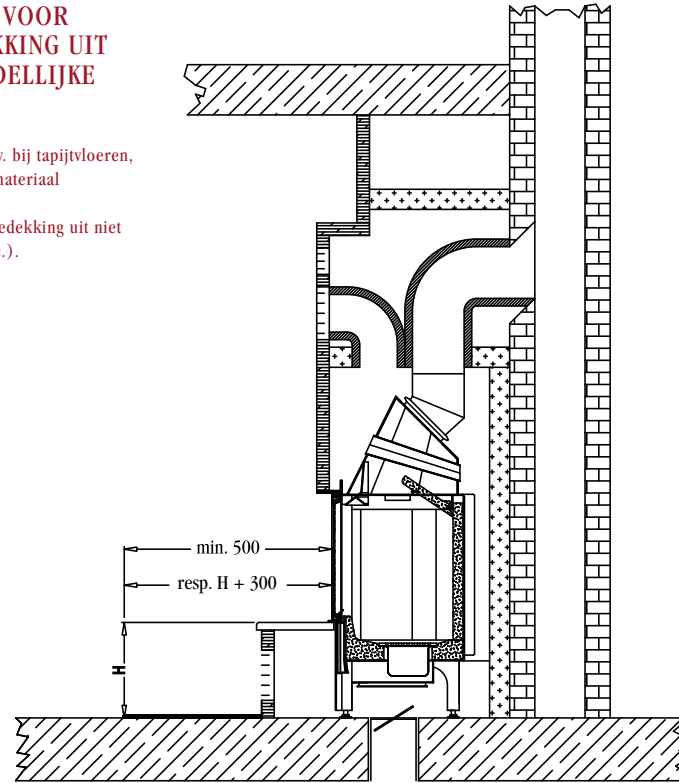 VOOR
KKING UIT
DELLIJKE
v. bij tapijtvloeren,
materiaal
edekking uit niet
.).
min. 500
resp. H + 300
H